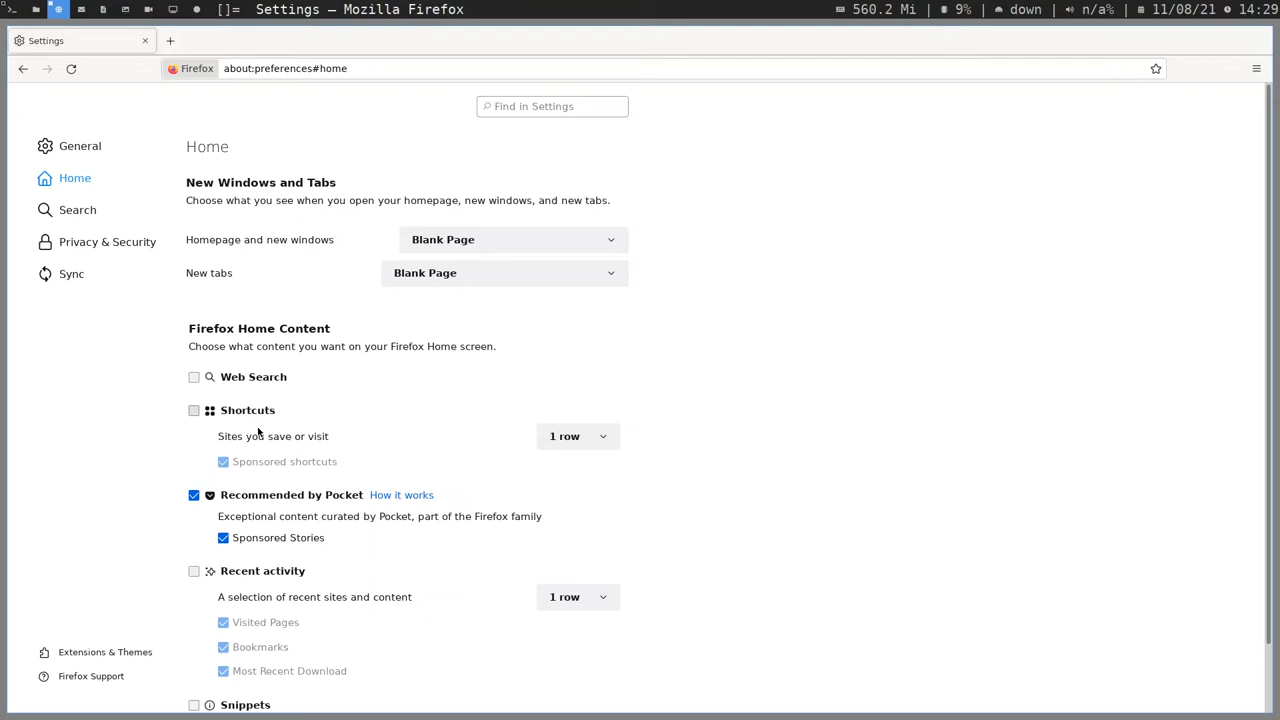 []= Settings — Mozilla Firefox 560.2 Mi 9% down n/a% 11/08/21 14:29
Settings
Firefox about:preferences#home
Find in Settings
General
Home
Search
Privacy & Security
Sync
Home
New Windows and Tabs
Choose what you see when you open your homepage, new windows, and new tabs.
Homepage and new windows Blank Page
New tabs Blank Page
Firefox Home Content
Choose what content you want on your Firefox Home screen.
Web Search
Shortcuts
Sites you save or visit 1 row
Sponsored shortcuts
Recommended by Pocket How it works
Exceptional content curated by Pocket, part of the Firefox family
Sponsored Stories
Recent activity
A selection of recent sites and content 1 row
Visited Pages
Bookmarks
Most Recent Download
Snippets
Extensions & Themes
Firefox Support